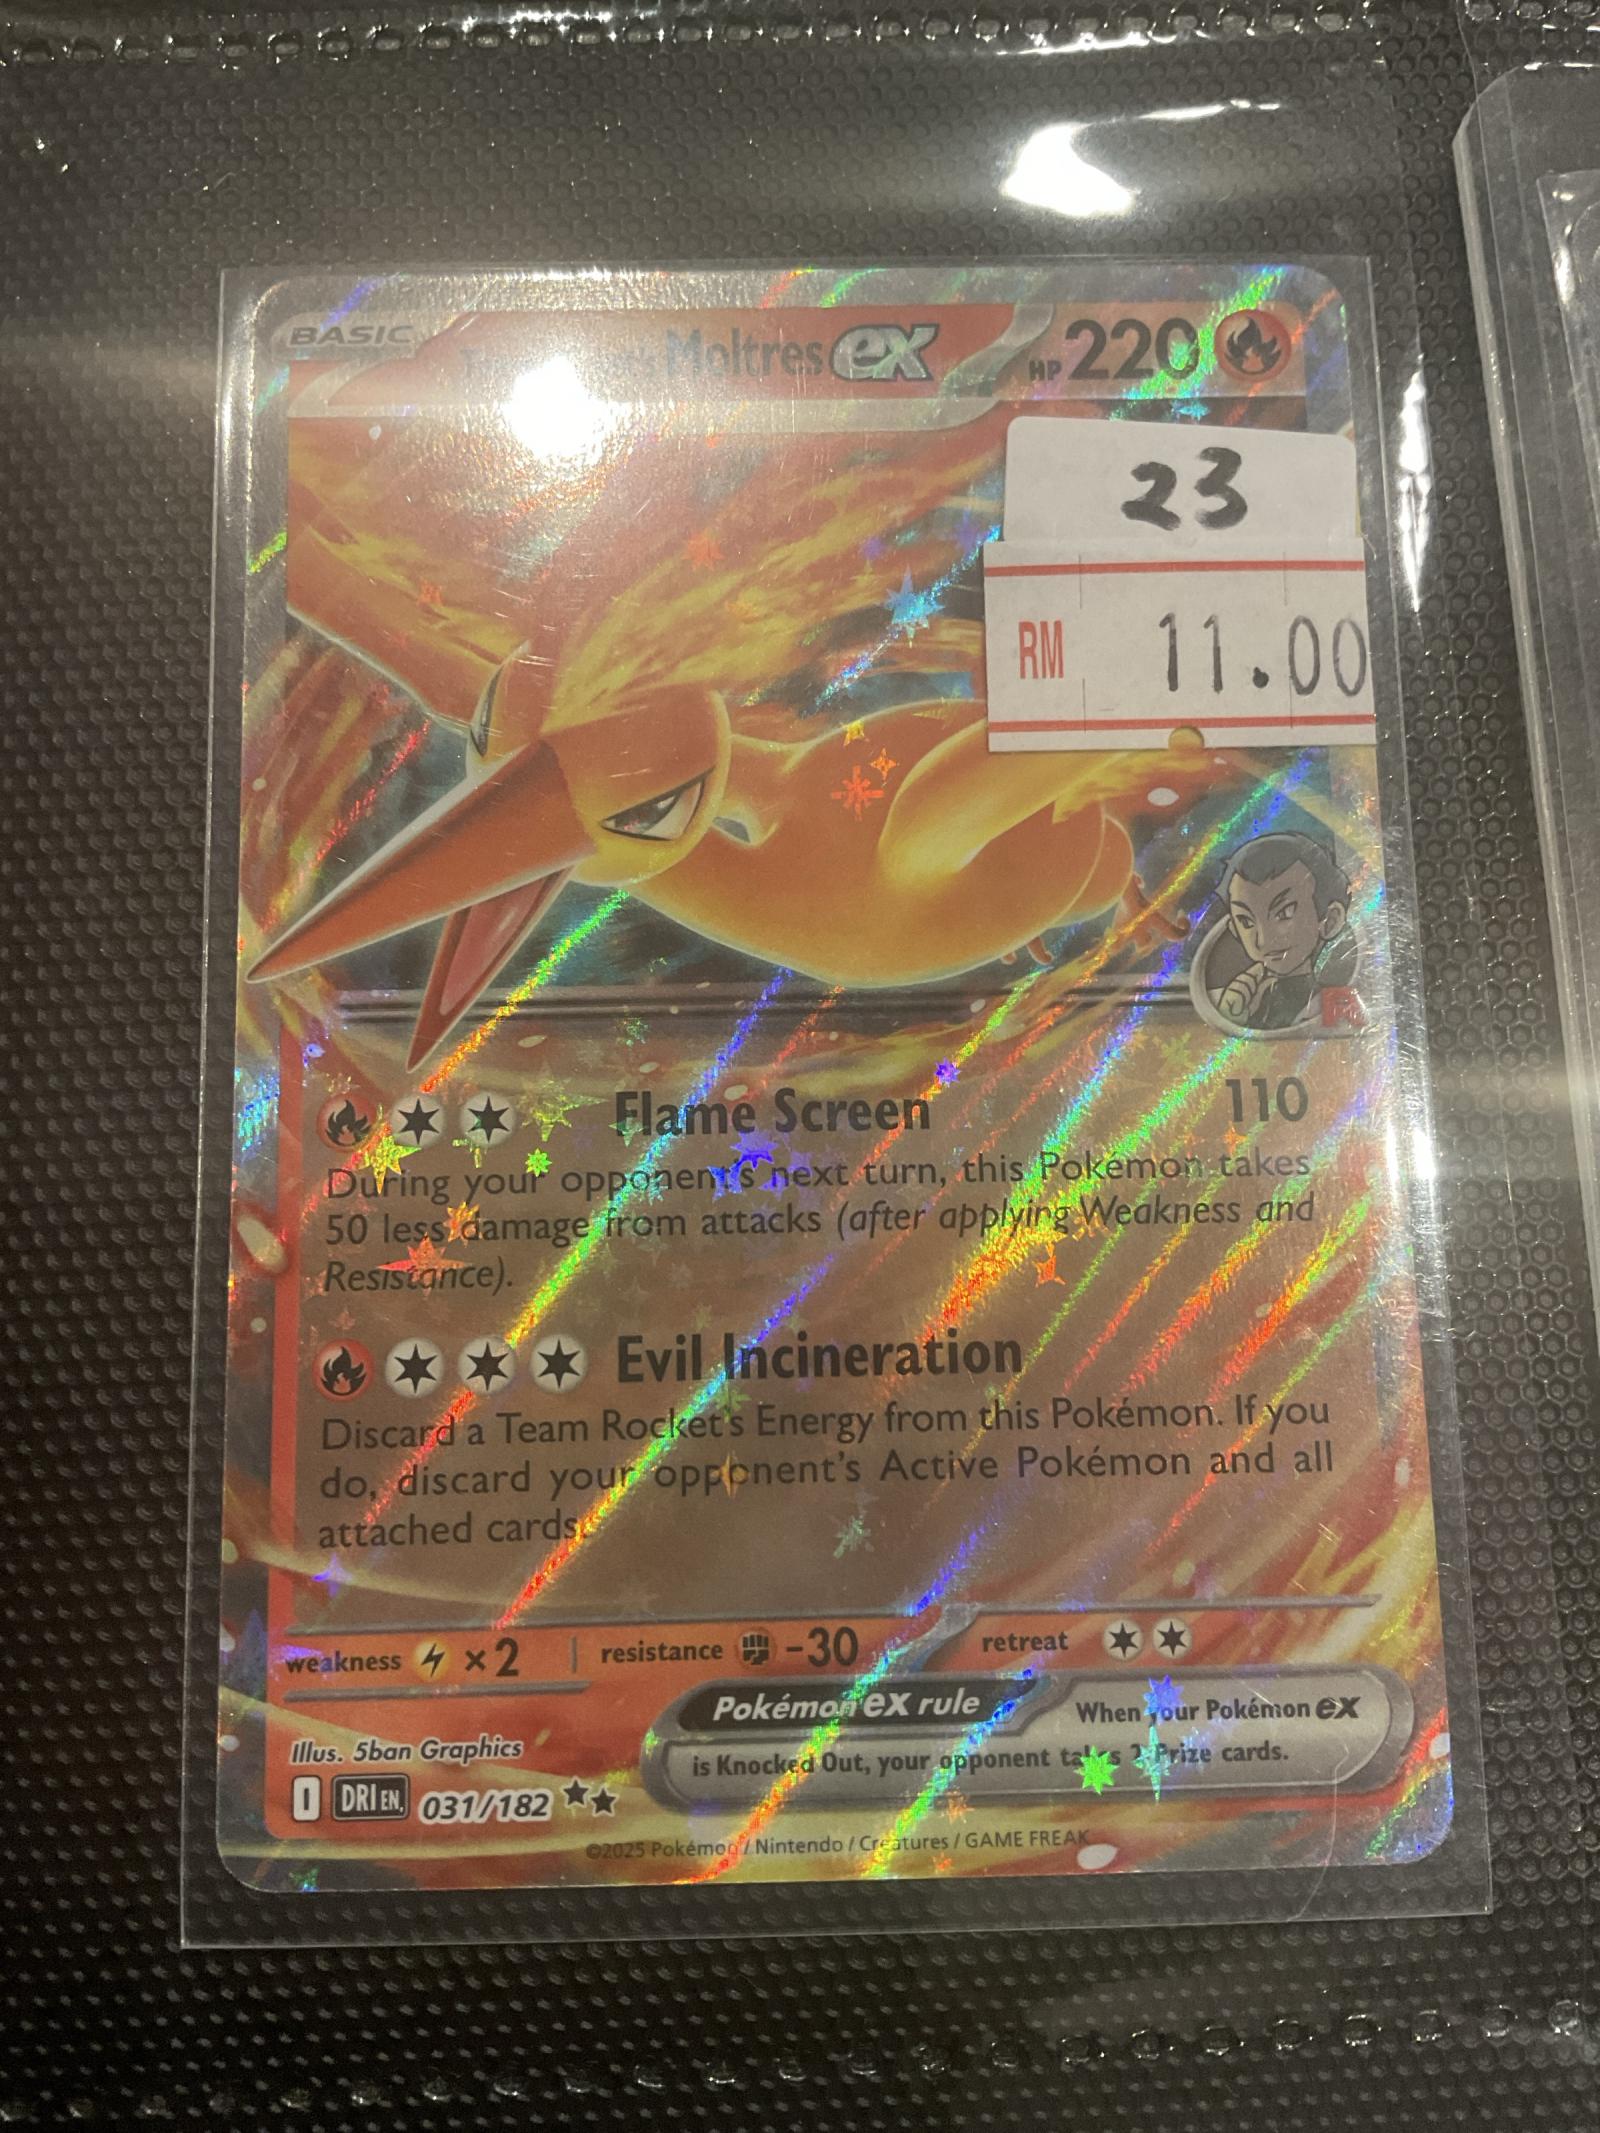 BASIC
Moltres ex HP 220
23
RM 11.00
R
Flame Screen 110
During your opponent's next turn, this Pokémon takes
50 less damage from attacks (after applying Weakness and
Resistance).
Evil Incineration
Discard a Team Rocket's Energy from this Pokémon. If you
do, discard your opponent's Active Pokémon and all
attached cards.
weakness ×2 resistance -30 retreat
Pokémon ex rule When your Pokémon ex
is Knocked Out, your opponent takes 2 Prize cards.
Illus. 5ban Graphics
I DRI EN 031/182
©2025 Pokémon / Nintendo / Creatures / GAME FREAK